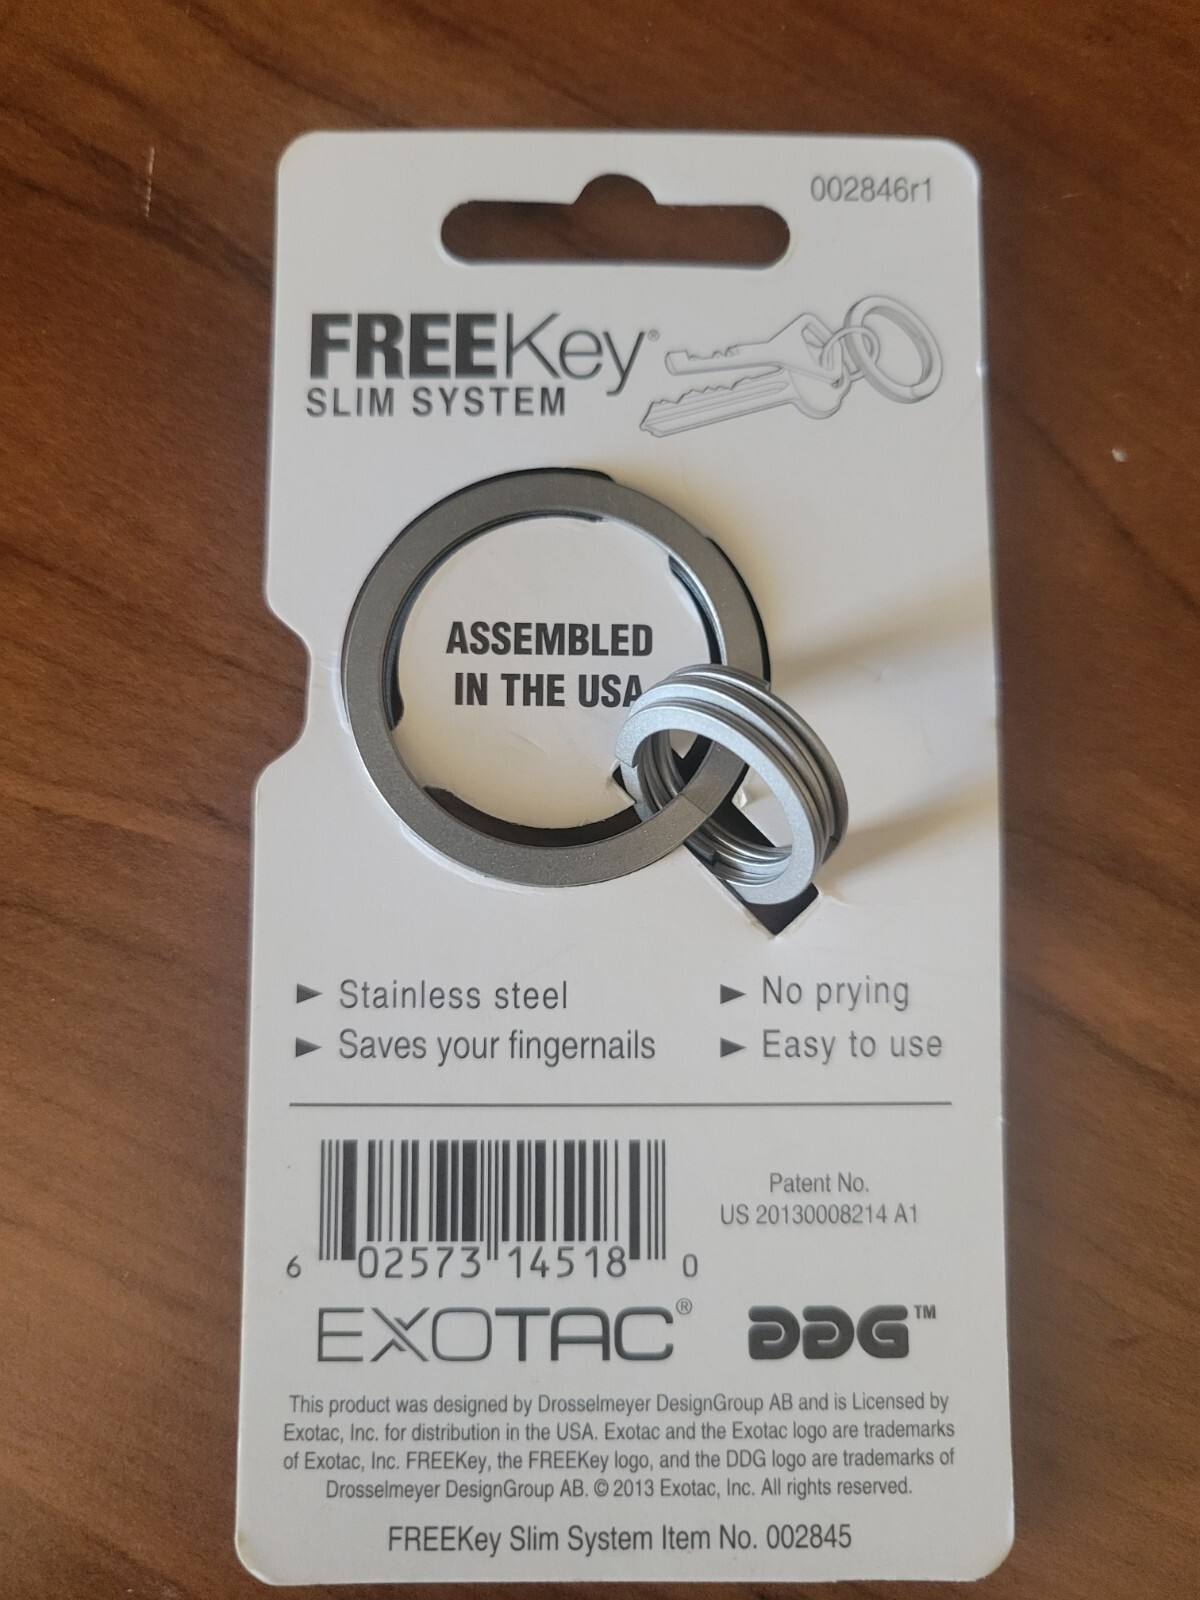 002846r1
FREEKey®
SLIM SYSTEM
ASSEMBLED
IN THE USA
► Stainless steel
► No prying
► Saves your fingernails
► Easy to use
Patent No.
US 20130008214 A1
6 02573 14518 0
EXOTAC®
DDG™
This product was designed by Drosselmeyer DesignGroup AB and is Licensed by
Exotac, Inc. for distribution in the USA. Exotac and the Exotac logo are trademarks
of Exotac, Inc. FREEKey, the FREEKey logo, and the DDG logo are trademarks of
Drosselmeyer DesignGroup AB. © 2013 Exotac, Inc. All rights reserved.
FREEKey Slim System Item No. 002845